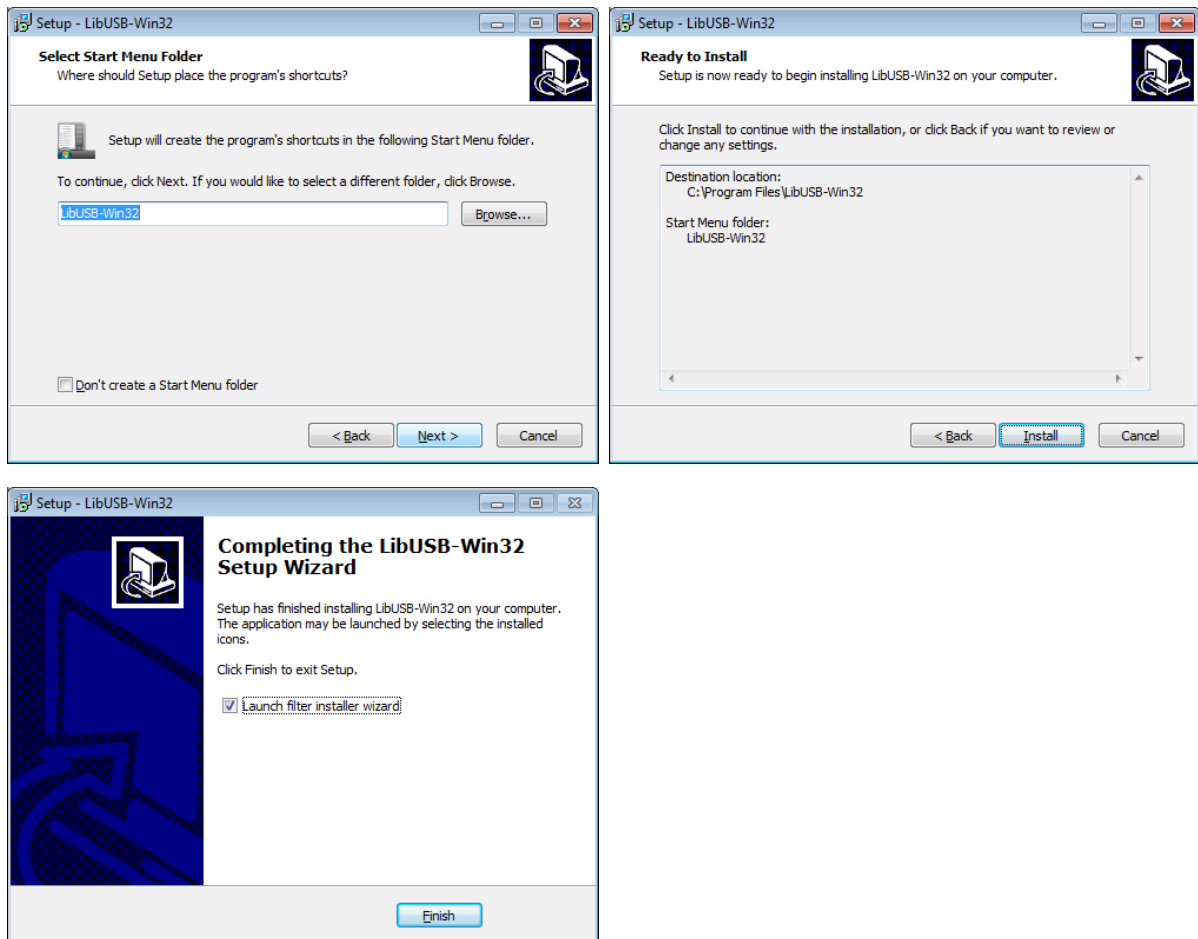 Setup - LibUSB-Win32
Select Start Menu Folder
Where should Setup place the program's shortcuts?
Setup will create the program's shortcuts in the following Start Menu folder.
To continue, click Next. If you would like to select a different folder, click Browse.
LibUSB-Win32
Browse...
Don't create a Start Menu folder
< Back
Next >
Cancel
Setup - LibUSB-Win32
Ready to Install
Setup is now ready to begin installing LibUSB-Win32 on your computer.
Click Install to continue with the installation, or click Back if you want to review or
change any settings.
Destination location:
C:\Program Files\LibUSB-Win32
Start Menu folder:
LibUSB-Win32
< Back
Install
Cancel
Setup - LibUSB-Win32
Completing the LibUSB-Win32
Setup Wizard
Setup has finished installing LibUSB-Win32 on your computer.
The application may be launched by selecting the installed
icons.
Click Finish to exit Setup.
Launch filter installer wizard
Finish